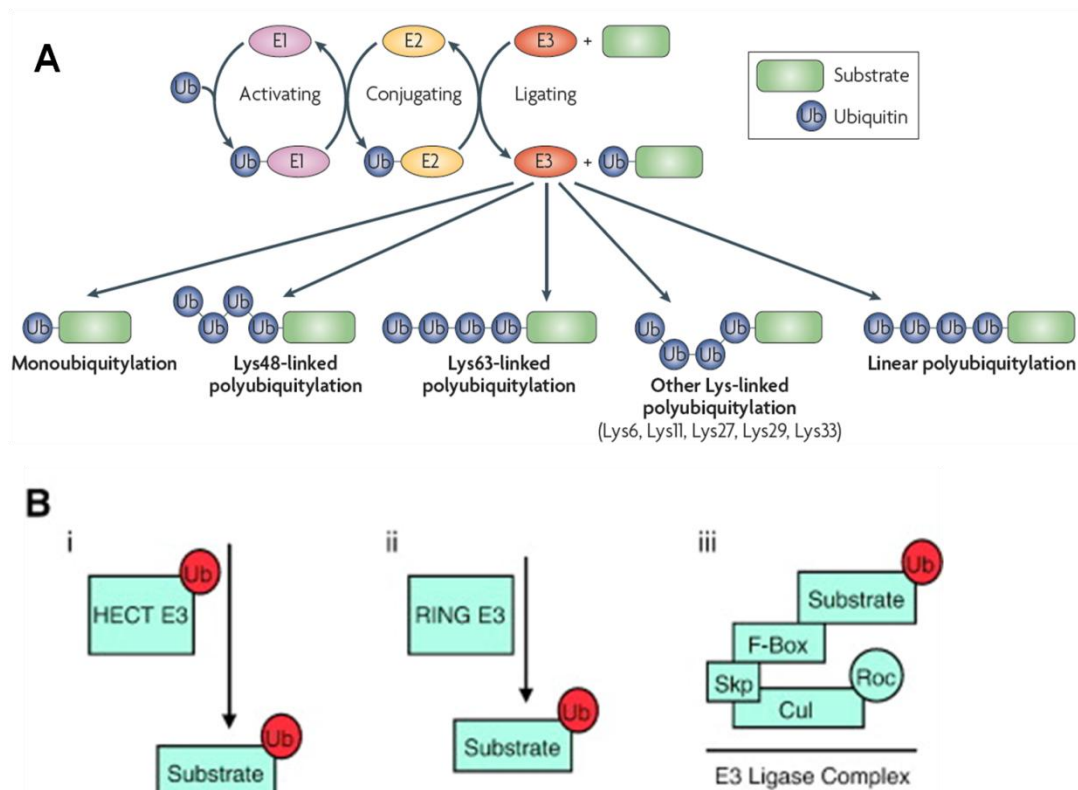 A
E1
E2
E3 +
Ub
Activating
Conjugating
Ligating
Substrate
Ub Ubiquitin
Ub E1
Ub E2
E3 + Ub
Ub
Monoubiquitylation
Ub Ub Ub Ub
Lys48-linked
polyubiquitylation
Ub Ub Ub Ub
Lys63-linked
polyubiquitylation
Ub Ub Ub Ub
Other Lys-linked
polyubiquitylation
(Lys6, Lys11, Lys27, Lys29, Lys33)
Ub Ub Ub Ub
Linear polyubiquitylation
B
i
HECT E3
Ub
Ub
Substrate
ii
RING E3
Ub
Substrate
iii
Ub
Substrate
F-Box
Skp
Roc
Cul
E3 Ligase Complex